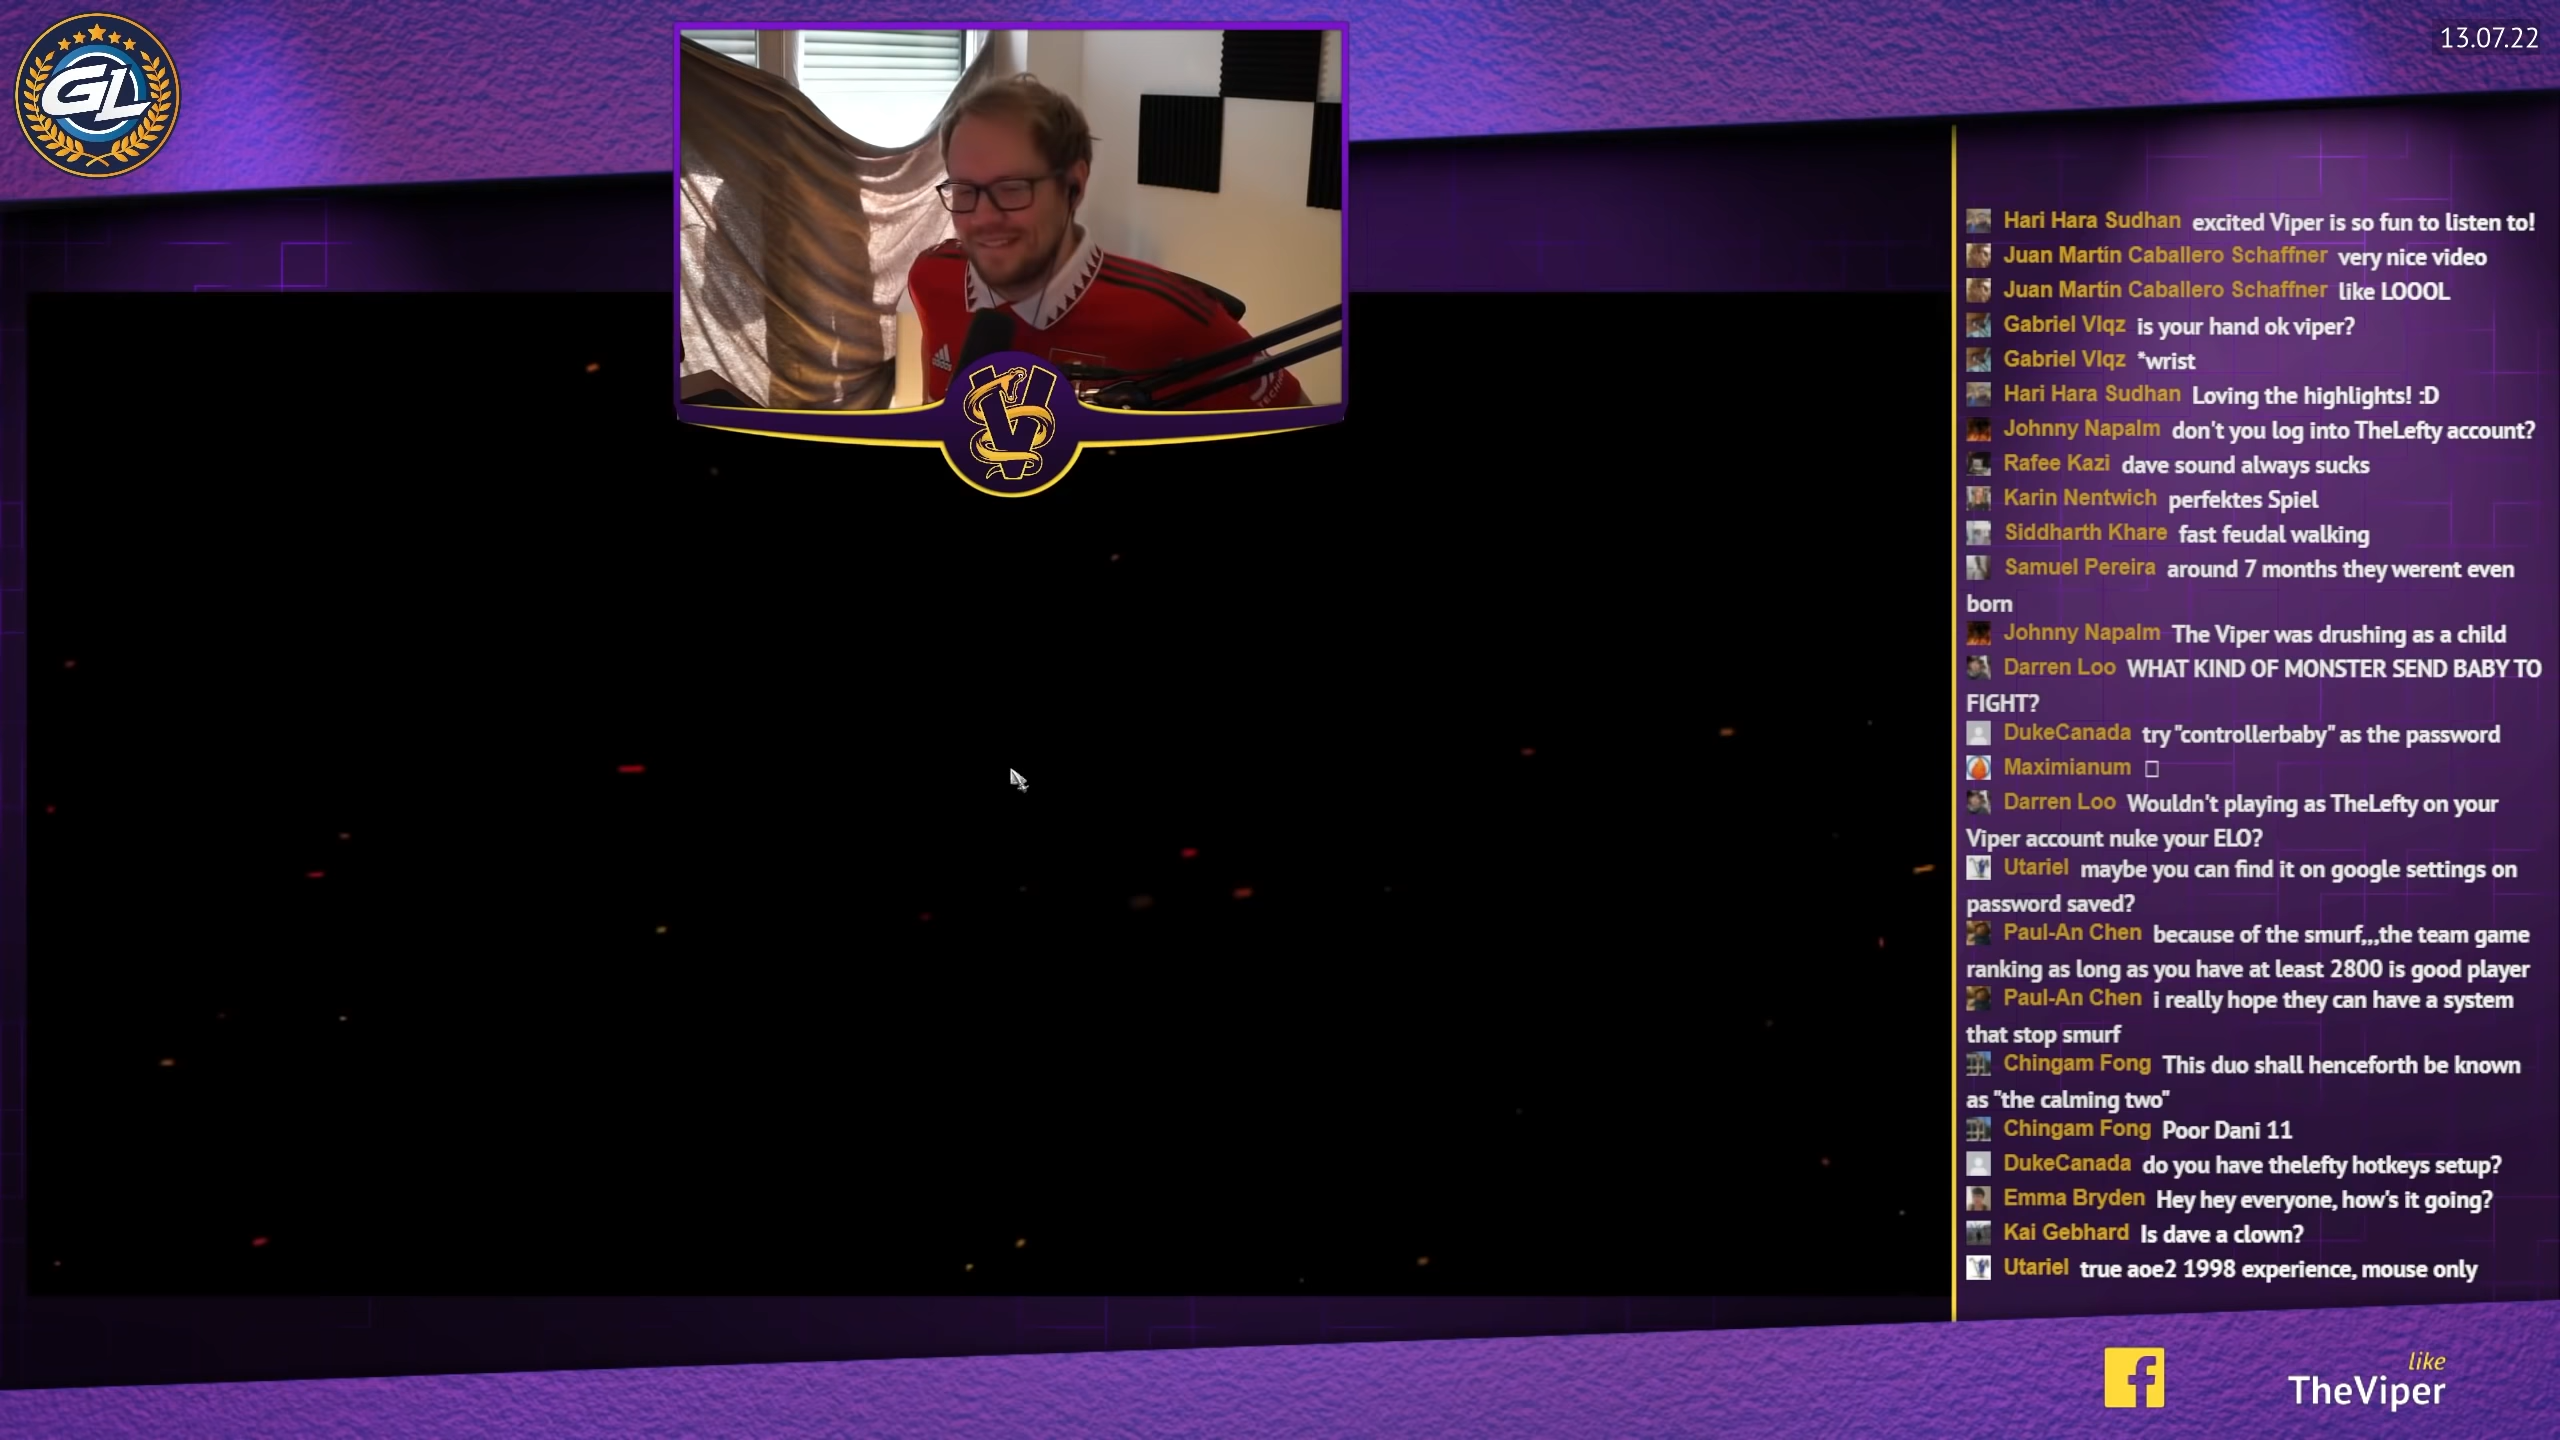 GL
13.07.22
adidas
TECHN
V
Hari Hara Sudhan excited Viper is so fun to listen to!
Juan Martín Caballero Schaffner very nice video
Juan Martín Caballero Schaffner like LOOOL
Gabriel Vlqz is your hand ok viper?
Gabriel Vlqz *wrist
Hari Hara Sudhan Loving the highlights! :D
Johnny Napalm don't you log into TheLefty account?
Rafee Kazi dave sound always sucks
Karin Nentwich perfektes Spiel
Siddharth Khare fast feudal walking
Samuel Pereira around 7 months they werent even
born
Johnny Napalm The Viper was drushing as a child
Darren Loo WHAT KIND OF MONSTER SEND BABY TO
FIGHT?
DukeCanada try "controllerbaby" as the password
Maximianum
Darren Loo Wouldn't playing as TheLefty on your
Viper account nuke your ELO?
Utariel maybe you can find it on google settings on
password saved?
Paul-An Chen because of the smurf,,,the team game
ranking as long as you have at least 2800 is good player
Paul-An Chen i really hope they can have a system
that stop smurf
Chingam Fong This duo shall henceforth be known
as "the calming two"
Chingam Fong Poor Dani 11
DukeCanada do you have thelefty hotkeys setup?
Emma Bryden Hey hey everyone, how's it going?
Kai Gebhard Is dave a clown?
Utariel true aoe2 1998 experience, mouse only
like
TheViper